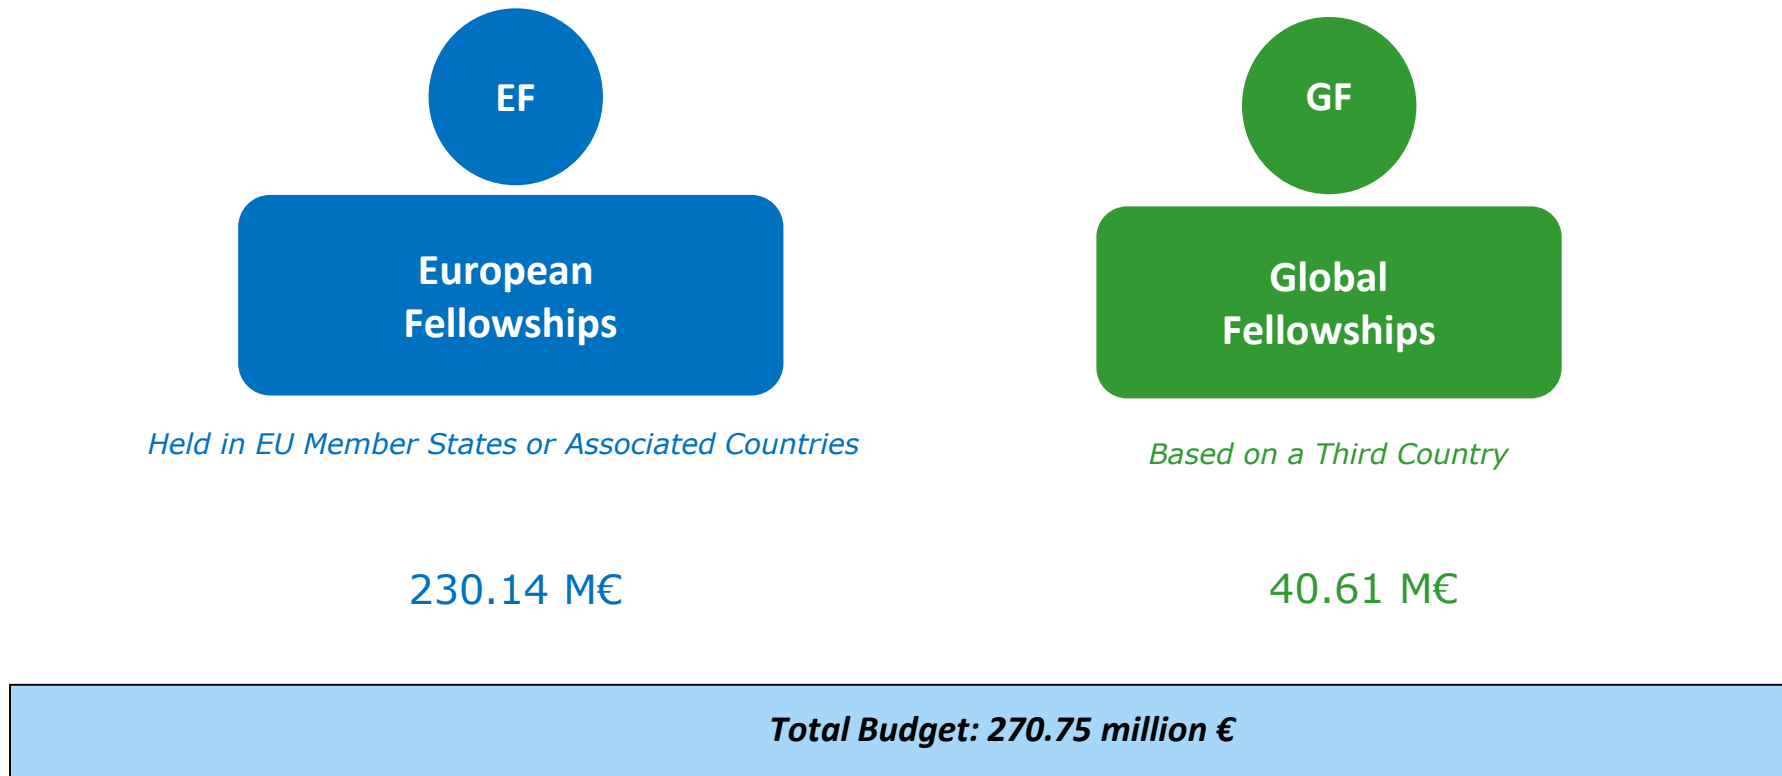 EF
European
Fellowships
Held in EU Member States or Associated Countries
230.14 M€
GF
Global
Fellowships
Based on a Third Country
40.61 M€
Total Budget: 270.75 million €